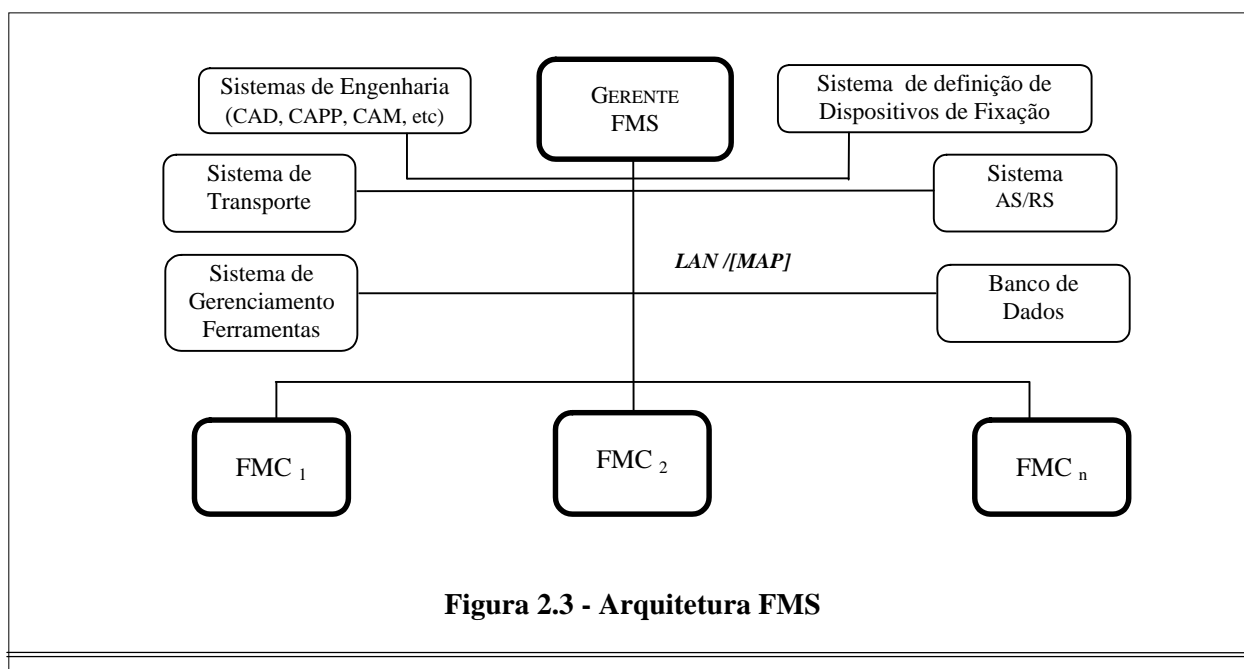 Sistemas de Engenharia
(CAD, CAPP, CAM, etc)
GERENTE
FMS
Sistema de definição de
Dispositivos de Fixação
Sistema de
Transporte
Sistema
AS/RS
LAN /[MAP]
Sistema de
Gerenciamento
Ferramentas
Banco de
Dados
FMC 1
FMC 2
FMC n
Figura 2.3 - Arquitetura FMS